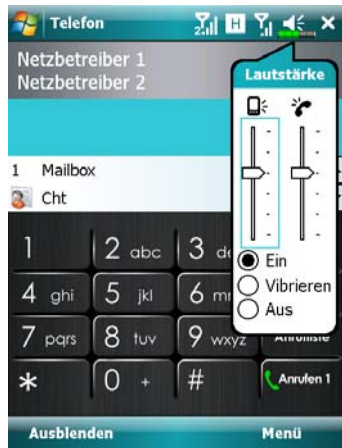 Telefon
H
Netzbetreiber 1
Netzbetreiber 2
Lautstärke
1 Mailbox
Cht
Ein
Vibrieren
Aus
1
2 abc
3
4 ghi
5 jkl
6
7 pqrs
8 tuv
9 wxyz
*
0 +
#
Anrufen 1
Ausblenden
Menü